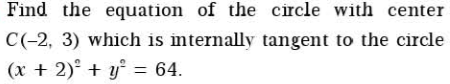 Find the equation of the circle with center
C(–2, 3) which is internally tangent to the circle
(x + 2)² + y² = 64.